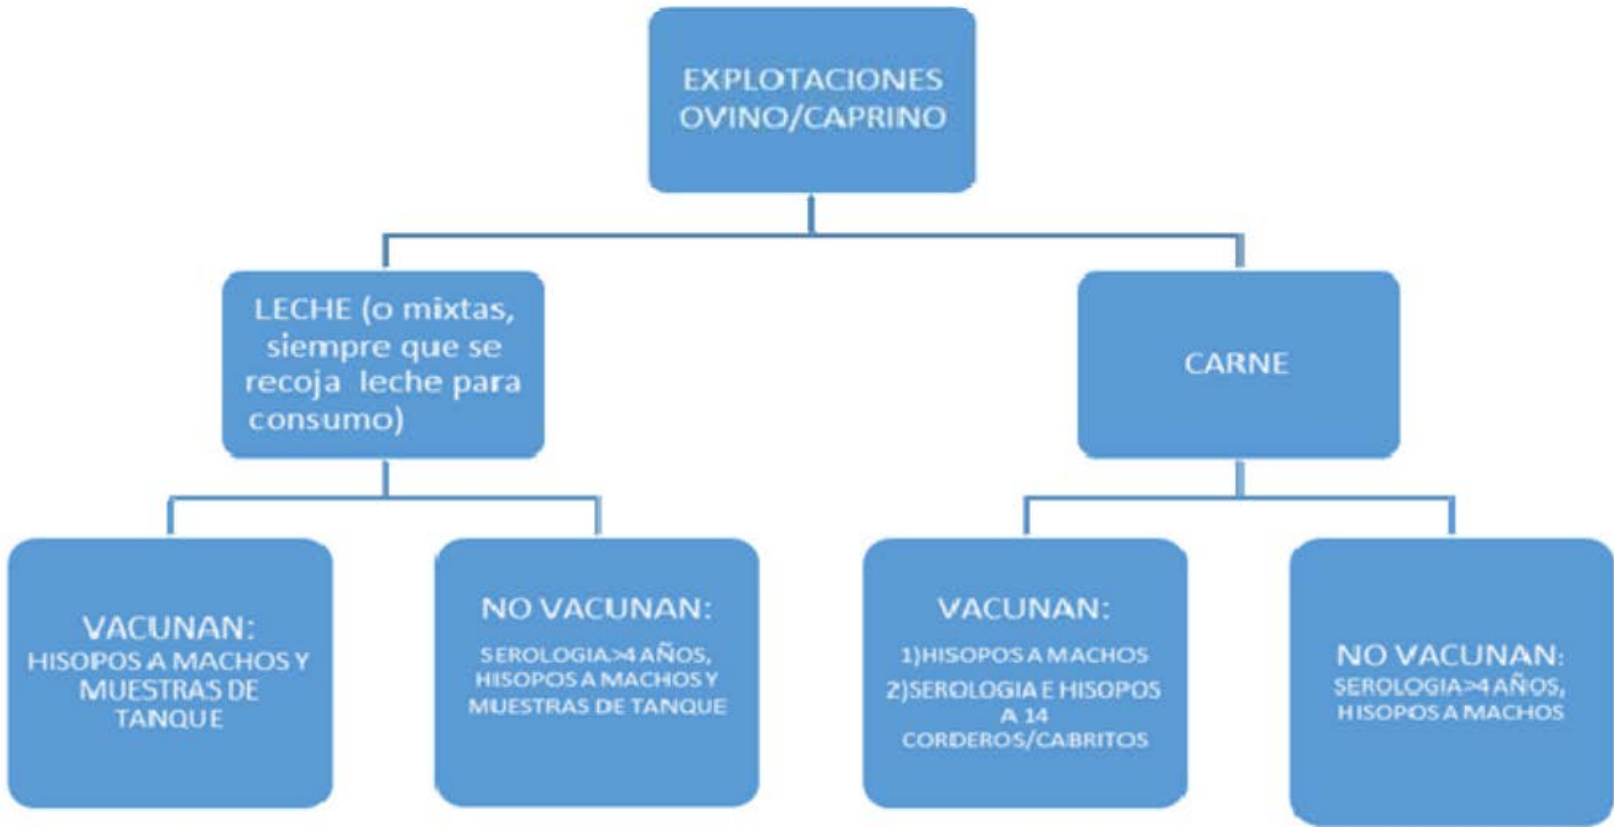 EXPLOTACIONES
OVINO/CAPRINO
LECHE (o mixtas,
siempre que se
recoja leche para
consumo)
CARNE
VACUNAN:
HISOPOS A MACHOS Y
MUESTRAS DE
TANQUE
NO VACUNAN:
SEROLOGIA>4 AÑOS,
HISOPOS A MACHOS Y
MUESTRAS DE TANQUE
VACUNAN:
1)HISOPOS A MACHOS
2)SEROLOGIA E HISOPOS
A 14
CORDEROS/CABRITOS
NO VACUNAN:
SEROLOGIA>4 AÑOS,
HISOPOS A MACHOS